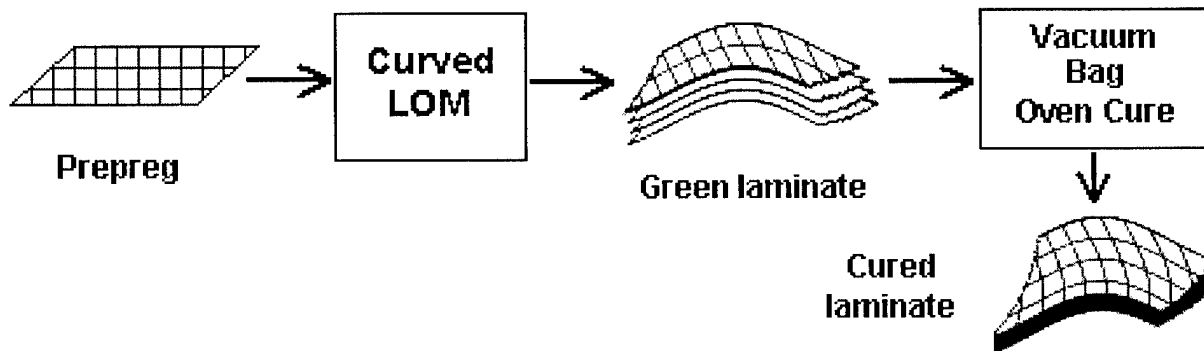 Prepreg
Curved
LOM
Green laminate
Vacuum
Bag
Oven Cure
Cured
laminate